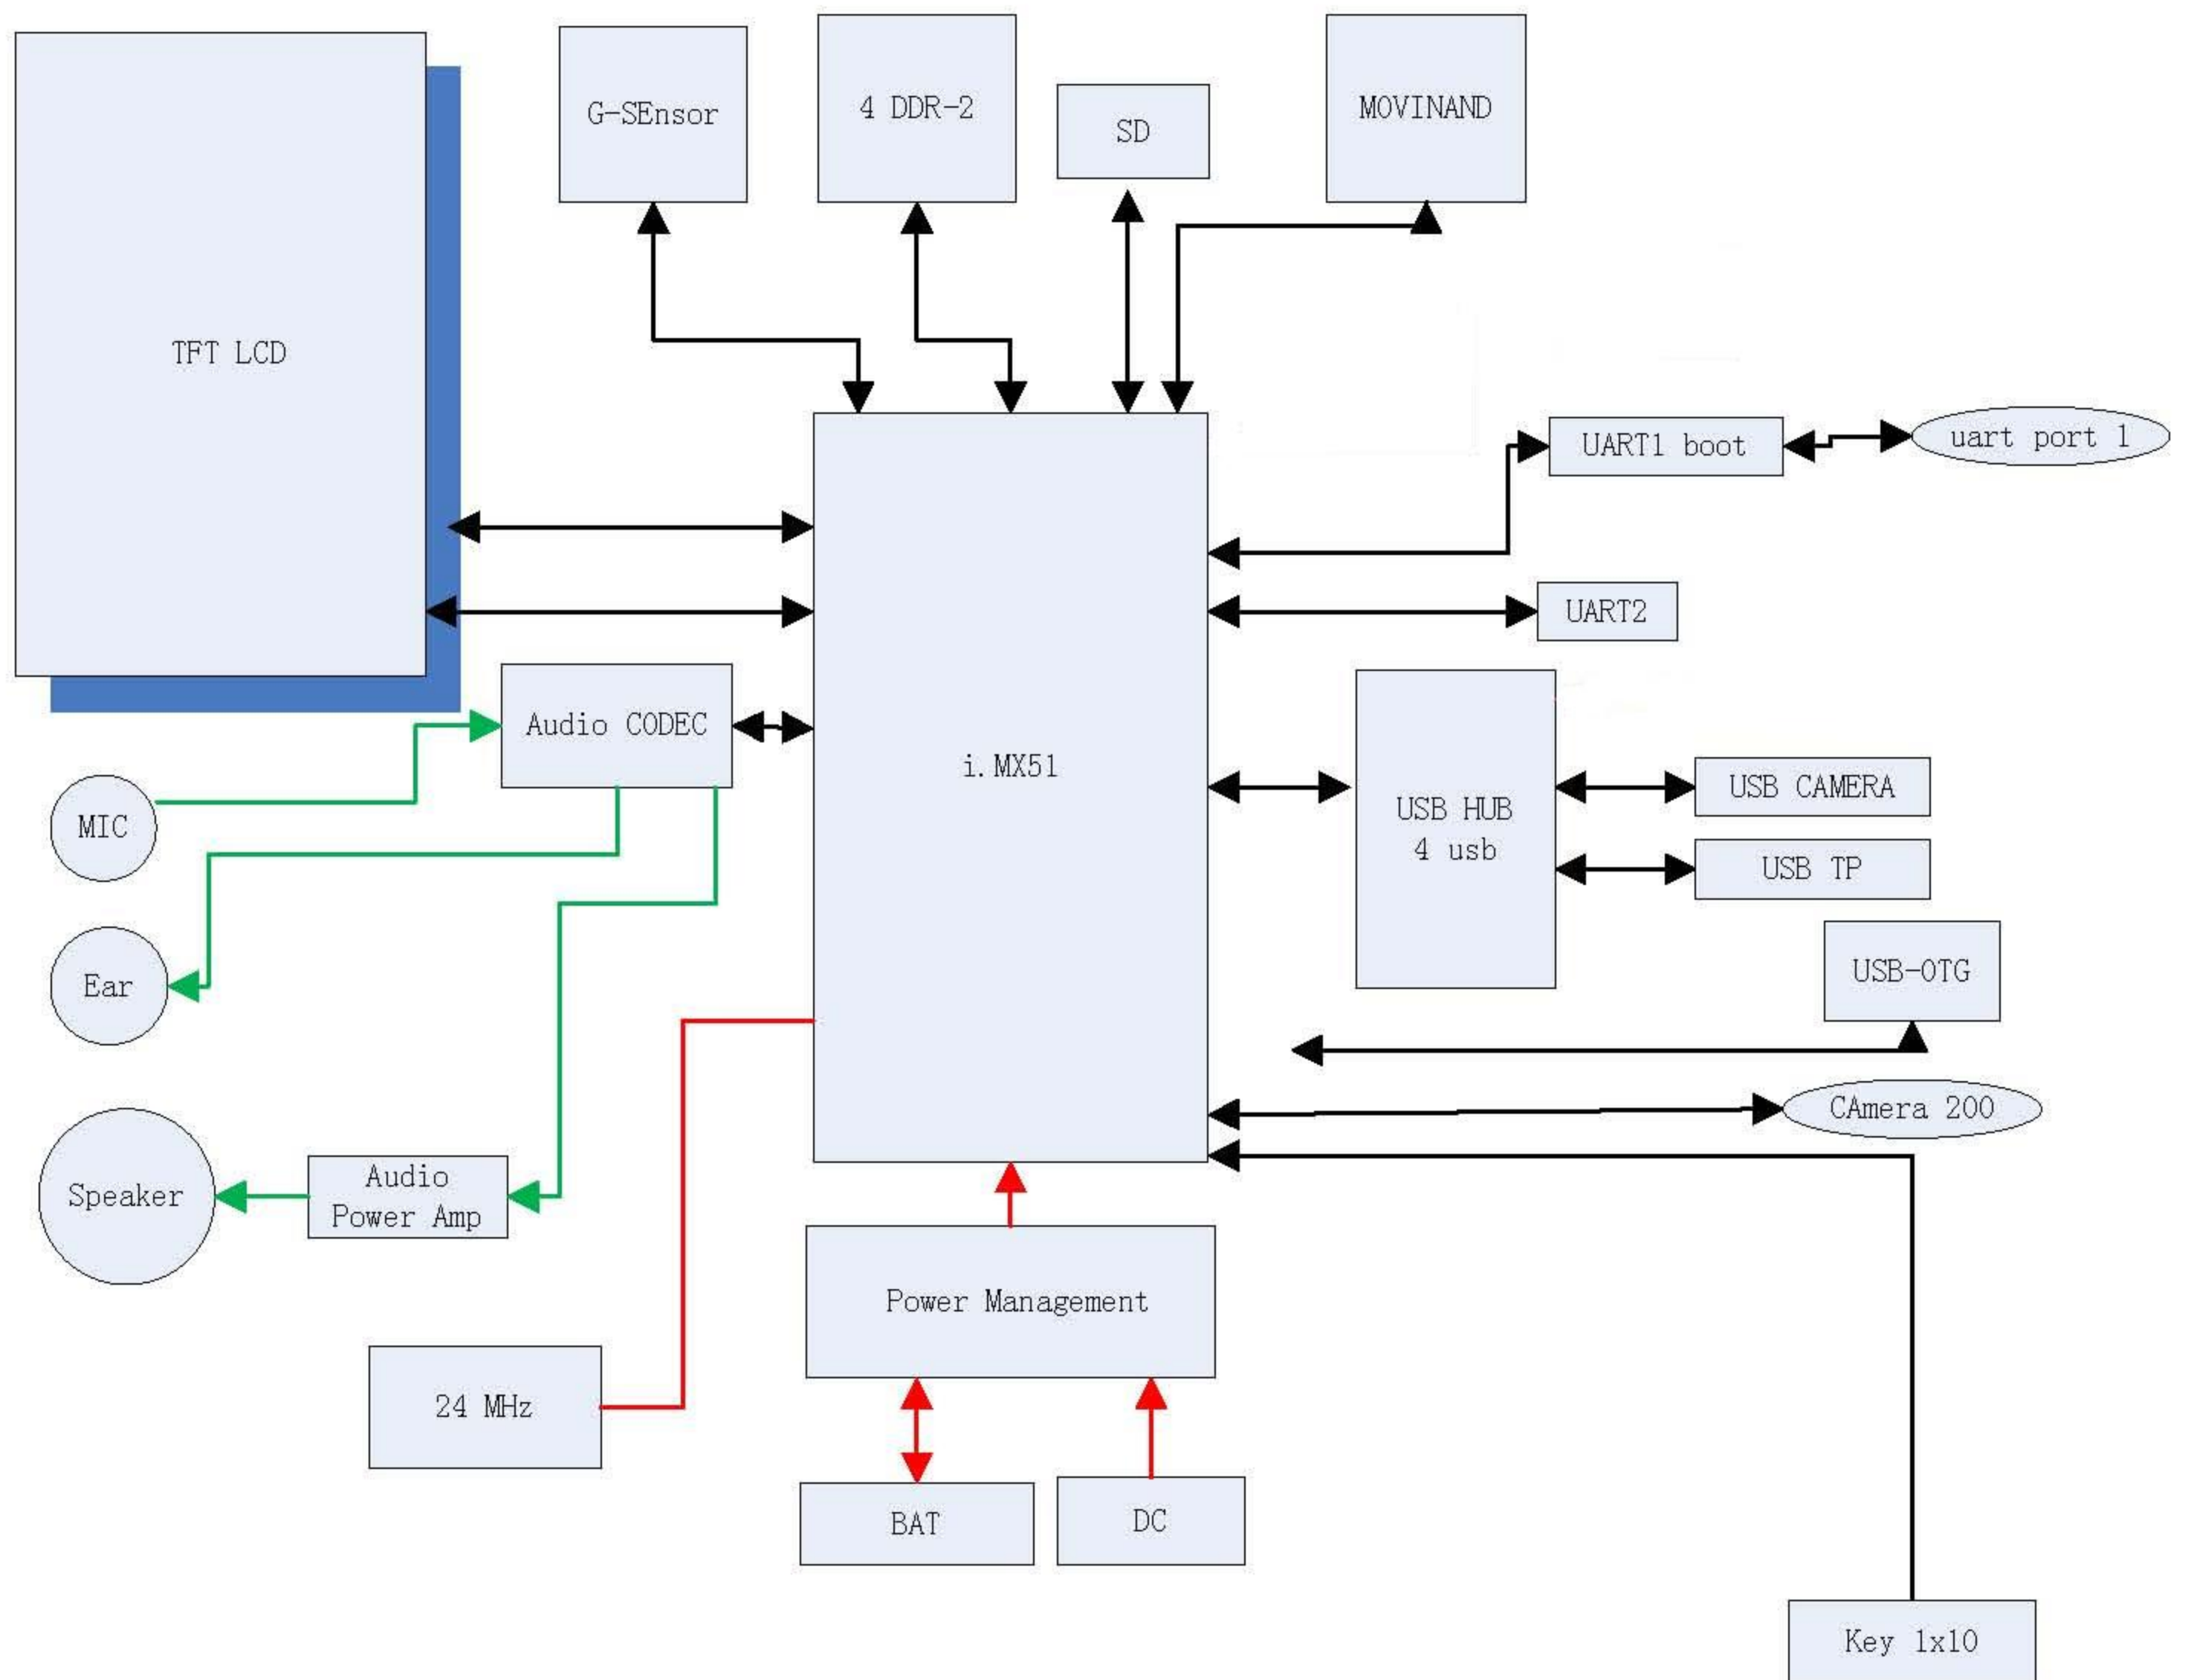 G-SEnsor
4 DDR-2
SD
MOVINAND
TFT LCD
UART1 boot
uart port 1
UART2
Audio CODEC
i.MX51
USB HUB
4 usb
USB CAMERA
USB TP
MIC
Ear
USB-OTG
CAmera 200
Speaker
Audio
Power Amp
Power Management
24 MHz
BAT
DC
Key 1x10